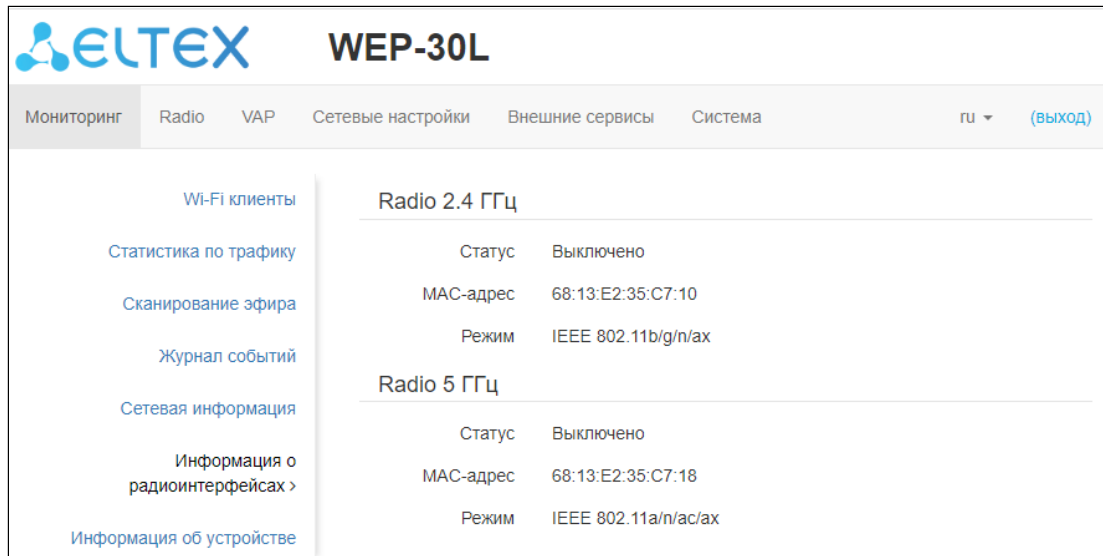 ELTEX WEP-30L
Мониторинг Radio VAP Сетевые настройки Внешние сервисы Система ru (выход)
Wi-Fi клиенты
Статистика по трафику
Сканирование эфира
Журнал событий
Сетевая информация
Информация о
радиоинтерфейсах >
Информация об устройстве
Radio 2.4 ГГц
Статус Выключено
MAC-адрес 68:13:E2:35:C7:10
Режим IEEE 802.11b/g/n/ax
Radio 5 ГГц
Статус Выключено
MAC-адрес 68:13:E2:35:C7:18
Режим IEEE 802.11a/n/ac/ax